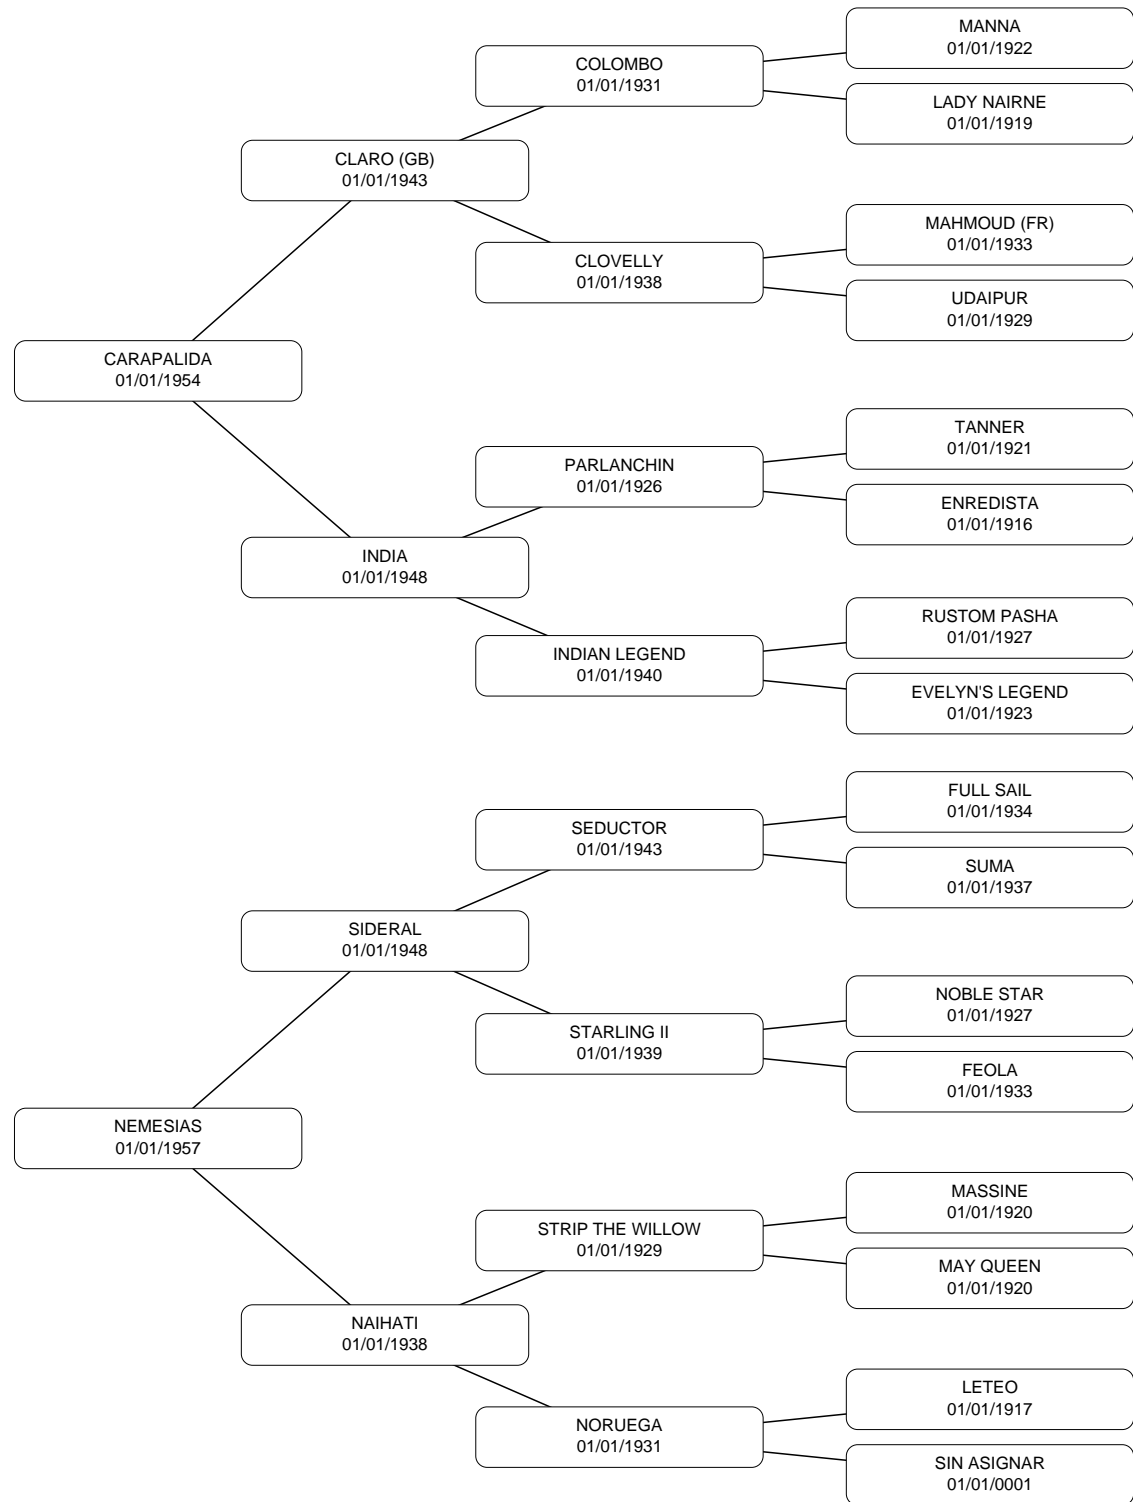 MANNA
01/01/1922
COLOMBO
01/01/1931
LADY NAIRNE
01/01/1919
CLARO (GB)
01/01/1943
MAHMOUD (FR)
01/01/1933
CLOVELLY
01/01/1938
UDAIPUR
01/01/1929
CARAPALIDA
01/01/1954
TANNER
01/01/1921
PARLANCHIN
01/01/1926
ENREDISTA
01/01/1916
INDIA
01/01/1948
RUSTOM PASHA
01/01/1927
INDIAN LEGEND
01/01/1940
EVELYN'S LEGEND
01/01/1923
FULL SAIL
01/01/1934
SEDUCTOR
01/01/1943
SUMA
01/01/1937
SIDERAL
01/01/1948
NOBLE STAR
01/01/1927
STARLING II
01/01/1939
FEOLA
01/01/1933
NEMESIAS
01/01/1957
MASSINE
01/01/1920
STRIP THE WILLOW
01/01/1929
MAY QUEEN
01/01/1920
NAIHATI
01/01/1938
LETEO
01/01/1917
NORUEGA
01/01/1931
SIN ASIGNAR
01/01/0001